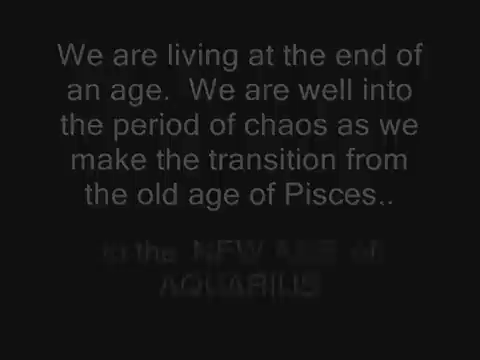 We are living at the end of
an age.  We are well into
the period of chaos as we
make the transition from
the old age of Pisces..
to the  NEW AGE of
AQUARIUS